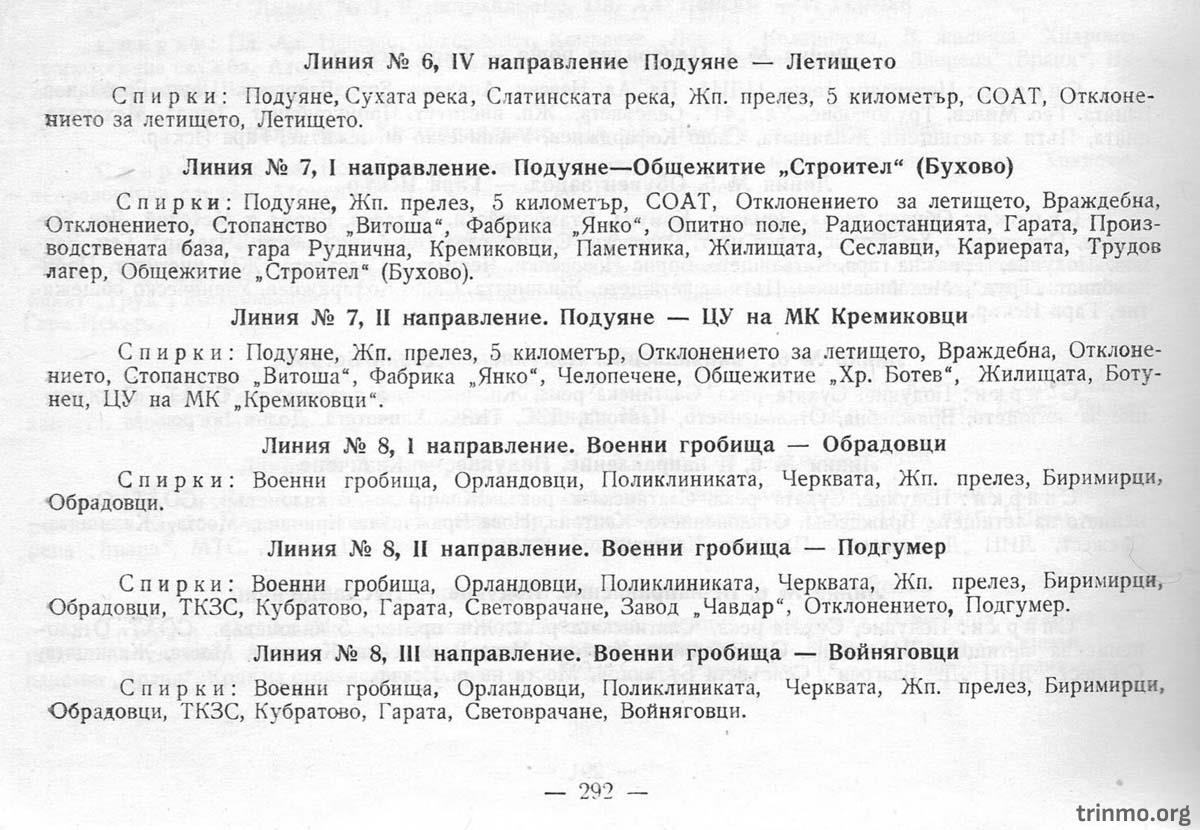 Линия № 6, IV направление Подуяне — Летището
Спирки: Подуяне, Сухата река, Слатинската река, Жп. прелез, 5 километър, СОАТ, Отклоне-
нието за летището, Летището.
Линия № 7, I направление. Подуяне—Общежитие „Строител“ (Бухово)
Спирки: Подуяне, Жп. прелез, 5 километър, СОАТ, Отклонението за летището, Враждебна,
Отклонението, Стопанство „Витоша“, Фабрика „Янко“, Опитно поле, Радиостанцията, Гарата, Произ-
водствената база, Гара Руднична, Кремиковци, Паметника, Жилищата, Сеславци, Кариерата, Трудов
лагер, Общежитие „Строител“ (Бухово).
Линия № 7, II направление. Подуяне — ЦУ на МК Кремиковци
Спирки: Подуяне, Жп. прелез, 5 километър, Отклонението за летището, Враждебна, Отклоне-
нието, Стопанство „Витоша“, Фабрика „Янко“, Челопечене, Общежитие „Хр. Ботев“, Жилищата, Боту-
нец, ЦУ на МК „Кремиковци“.
Линия № 8, I направление. Военни гробища — Обрадовци
Спирки: Военни гробища, Орландовци, Поликлиниката, Черквата, Жп. прелез, Биримирци,
Обрадовци.
Линия № 8, II направление. Военни гробища — Подгумер
Спирки: Военни гробища, Орландовци, Поликлиниката, Черквата, Жп. прелез, Биримирци,
Обрадовци, ТКЗС, Кубратово, Гарата, Световрачане, Завод „Чавдар“, Отклонението, Подгумер.
Линия № 8, III направление. Военни гробища — Войняговци
Спирки: Военни гробища, Орландовци, Поликлиниката, Черквата, Жп. прелез, Биримирци,
Обрадовци, ТКЗС, Кубратово, Гарата, Световрачане, Войняговци.
— 292 —
trinmo.org